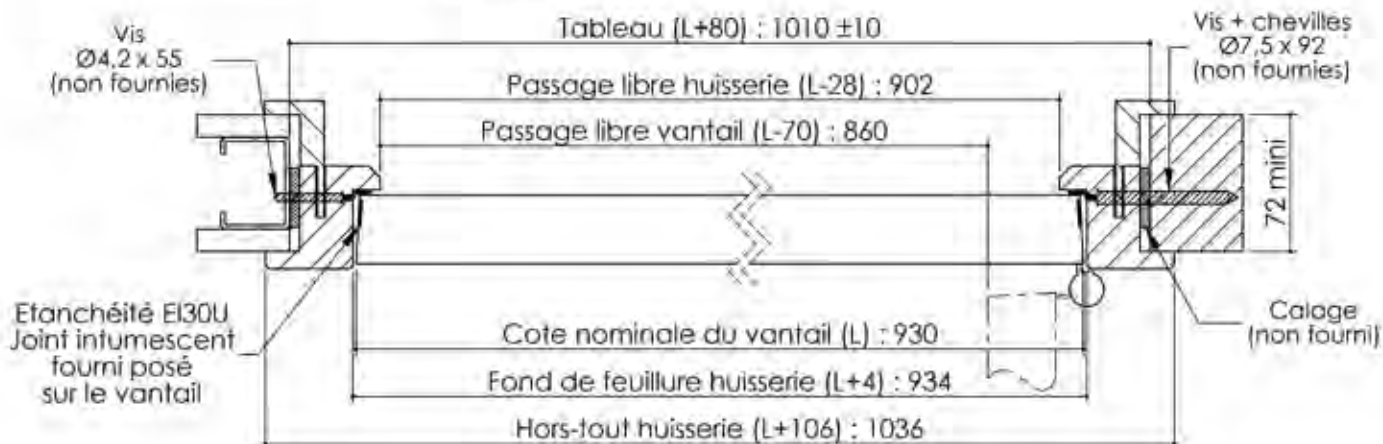 Tableau (L+80) : 1010 ±10
Vis
Ø4,2 x 55
(non fournies)
Vis + chevilles
Ø7,5 x 92
(non fournies)
Passage libre huisserie (L-28) : 902
Passage libre vantail (L-70) : 860
72 mini
Etanchéité EI30U
Joint intumescent
fourni posé
sur le vantail
Calage
(non fourni)
Cote nominale du vantail (L) : 930
Fond de feuillure huisserie (L+4) : 934
Hors-tout huisserie (L+106) : 1036